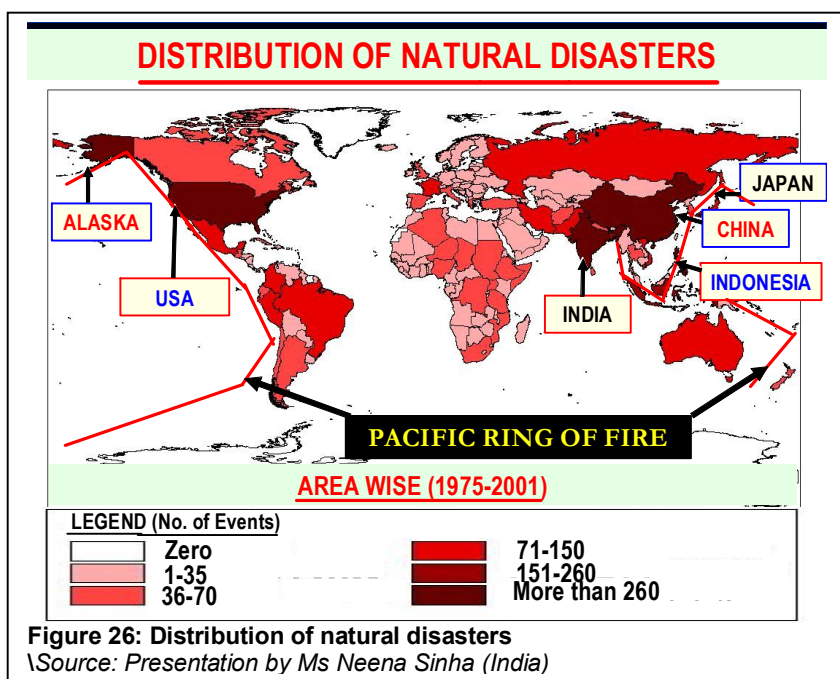 DISTRIBUTION OF NATURAL DISASTERS
JAPAN
ALASKA
CHINA
USA
INDONESIA
INDIA
PACIFIC RING OF FIRE
AREA WISE (1975-2001)
LEGEND (No. of Events)
Zero
1-35
36-70
71-150
151-260
More than 260
Figure 26: Distribution of natural disasters
\Source: Presentation by Ms Neena Sinha (India)